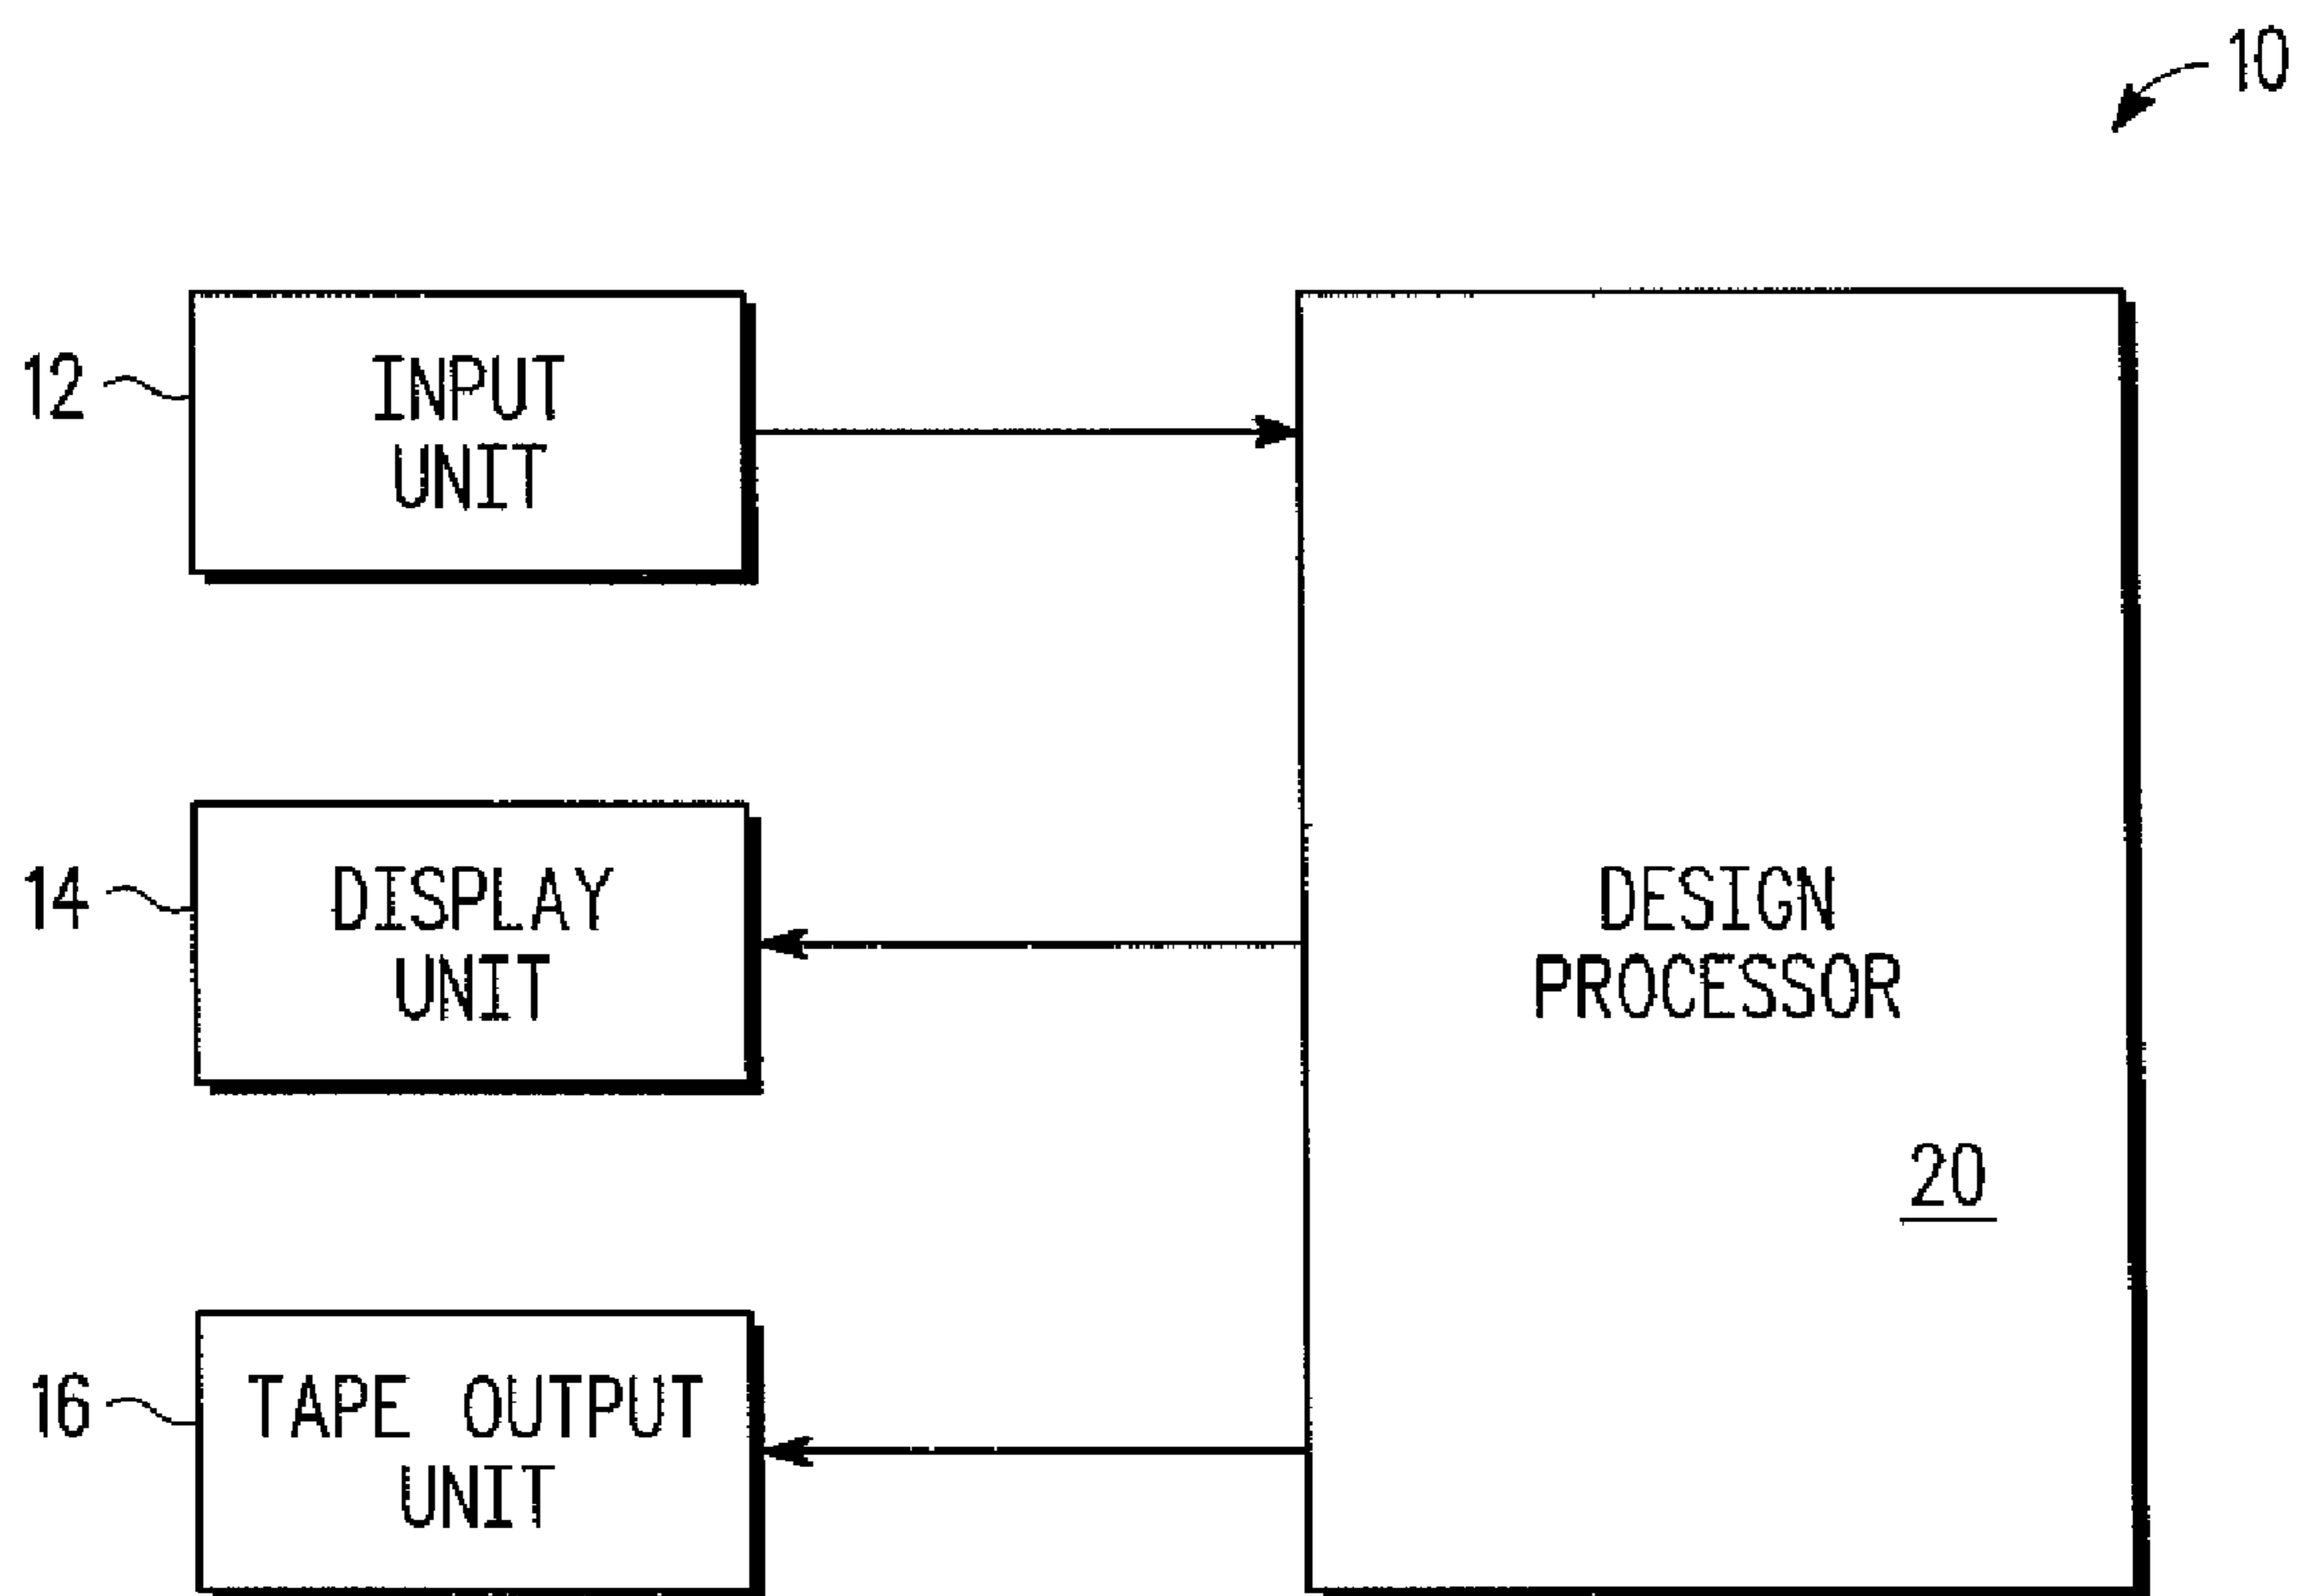 10
12
INPUT
UNIT
14
DISPLAY
UNIT
DESIGN
PROCESSOR
20
16
TAPE OUTPUT
UNIT